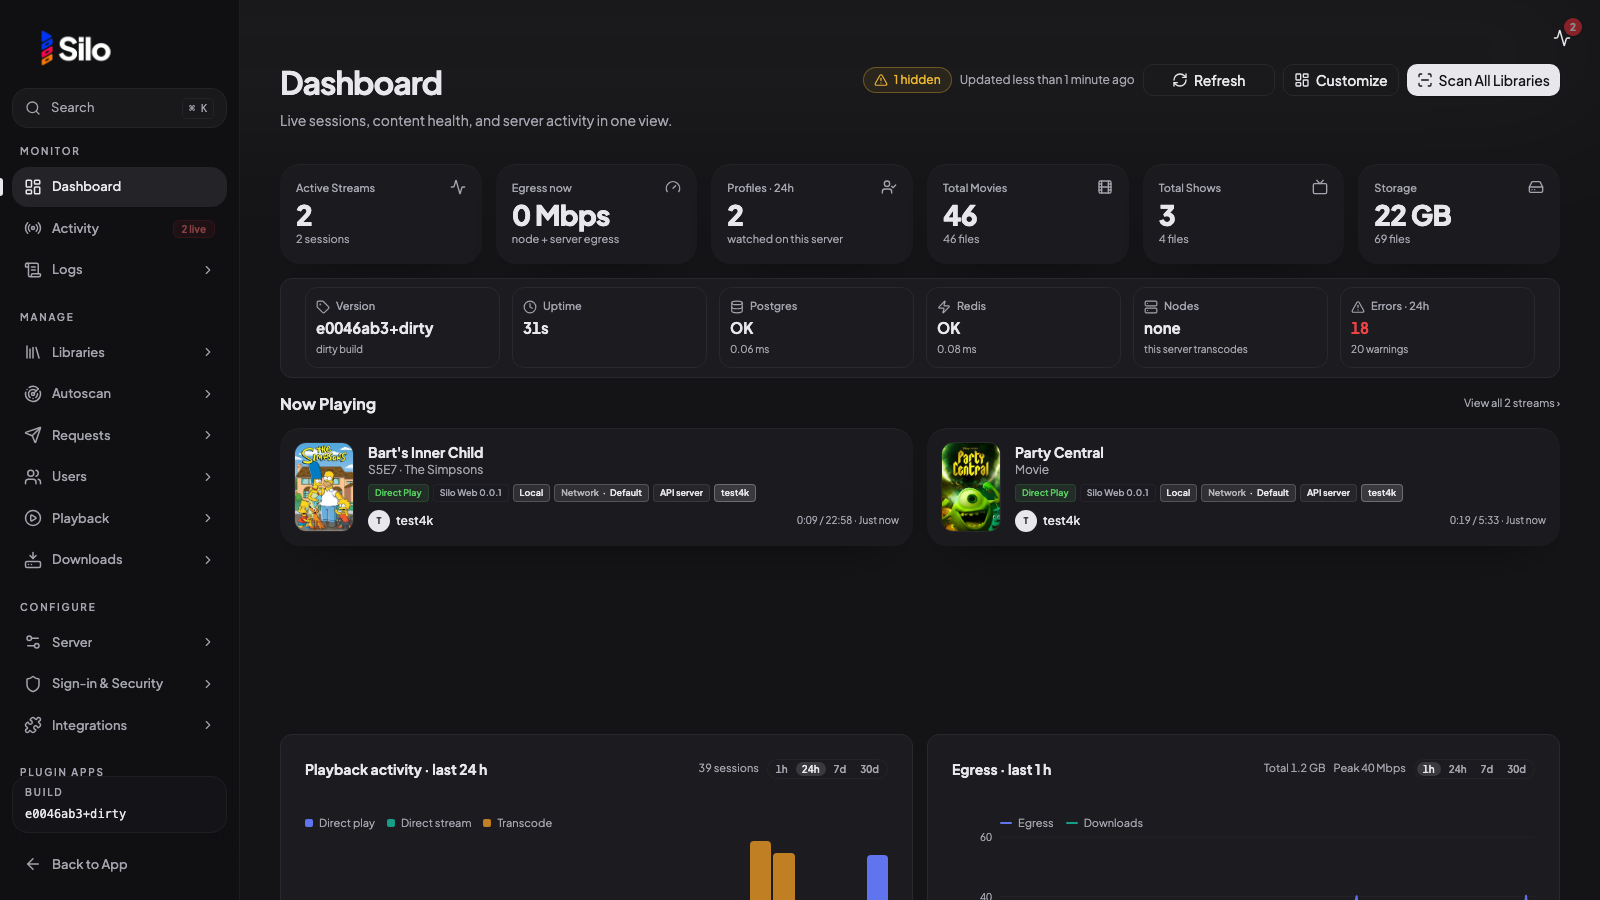 Silo
Search ⌘ K
MONITOR
Dashboard
Activity 2 live
Logs
MANAGE
Libraries
Autoscan
Requests
Users
Playback
Downloads
CONFIGURE
Server
Sign-in & Security
Integrations
PLUGIN APPS
BUILD
e0046ab3+dirty
Back to App
2
Dashboard
1 hidden Updated less than 1 minute ago Refresh Customize Scan All Libraries
Live sessions, content health, and server activity in one view.
Active Streams
2
2 sessions
Egress now
0 Mbps
node + server egress
Profiles · 24h
2
watched on this server
Total Movies
46
46 files
Total Shows
3
4 files
Storage
22 GB
69 files
Version
e0046ab3+dirty
dirty build
Uptime
31s
Postgres
OK
0.06 ms
Redis
OK
0.08 ms
Nodes
none
this server transcodes
Errors · 24h
18
20 warnings
Now Playing View all 2 streams ›
THE SIMPSONS
Bart's Inner Child
S5E7 · The Simpsons
Direct Play Silo Web 0.0.1 Local Network · Default API server test4k
T test4k 0:09 / 22:58 · Just now
Party Central
Party Central
Movie
Direct Play Silo Web 0.0.1 Local Network · Default API server test4k
T test4k 0:19 / 5:33 · Just now
Playback activity · last 24 h 39 sessions 1h 24h 7d 30d
Direct play Direct stream Transcode
Egress · last 1 h Total 1.2 GB Peak 40 Mbps 1h 24h 7d 30d
Egress Downloads
60
40